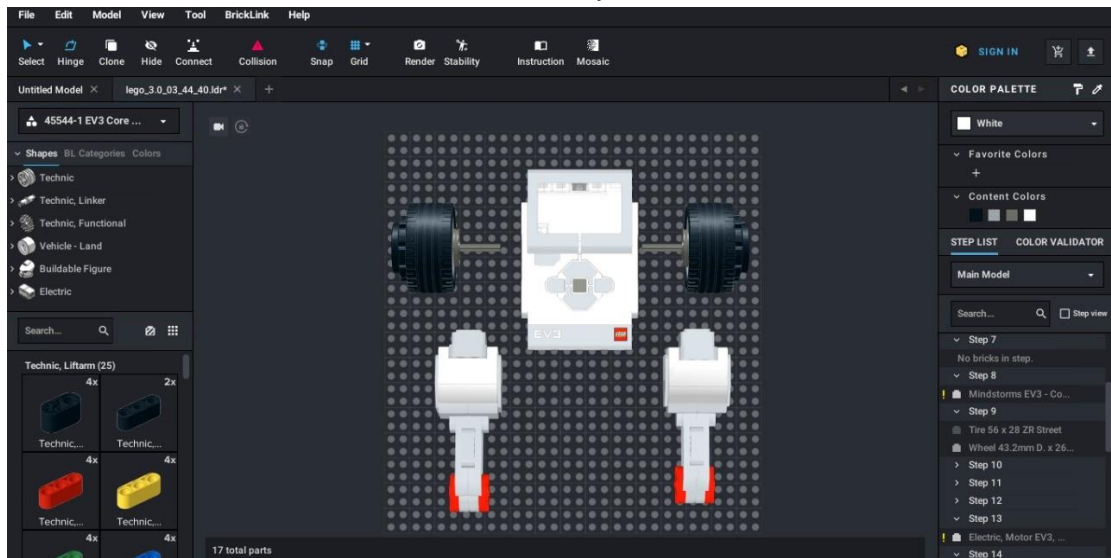 File Edit Model View Tool BrickLink Help
Select Hinge Clone Hide Connect Collision Snap Grid Render Stability Instruction Mosaic
SIGN IN
Untitled Model
lego_3.0_03_44_40.ldr*
COLOR PALETTE
45544-1 EV3 Core ...
White
Shapes BL Categories Colors
Favorite Colors
Technic
Technic, Linker
Content Colors
Technic, Functional
Vehicle - Land
STEP LIST COLOR VALIDATOR
Buildable Figure
Main Model
Electric
Search...
Search...
Step view
EV3
Step 7
No bricks in step.
Technic, Liftarm (25)
Step 8
4x 2x
Mindstorms EV3 - Co...
Step 9
Tire 56 x 28 ZR Street
Technic,... Technic,...
Wheel 43.2mm D. x 26...
4x 4x
Step 10
Step 11
Step 12
Technic,... Technic,...
Step 13
4x 4x
Electric, Motor EV3, ...
17 total parts
Step 14